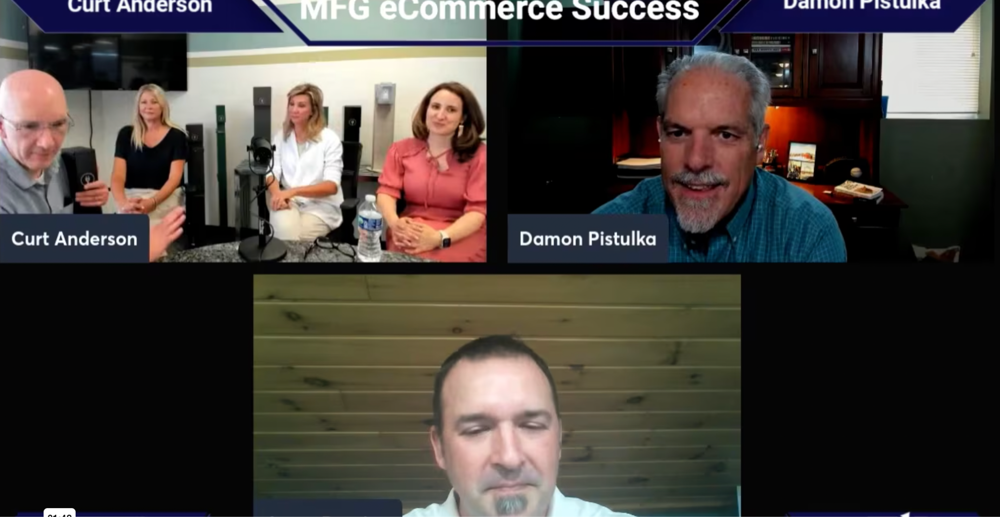 Curt Anderson
MFG eCommerce Success
Damon Pistulka
Curt Anderson
Damon Pistulka